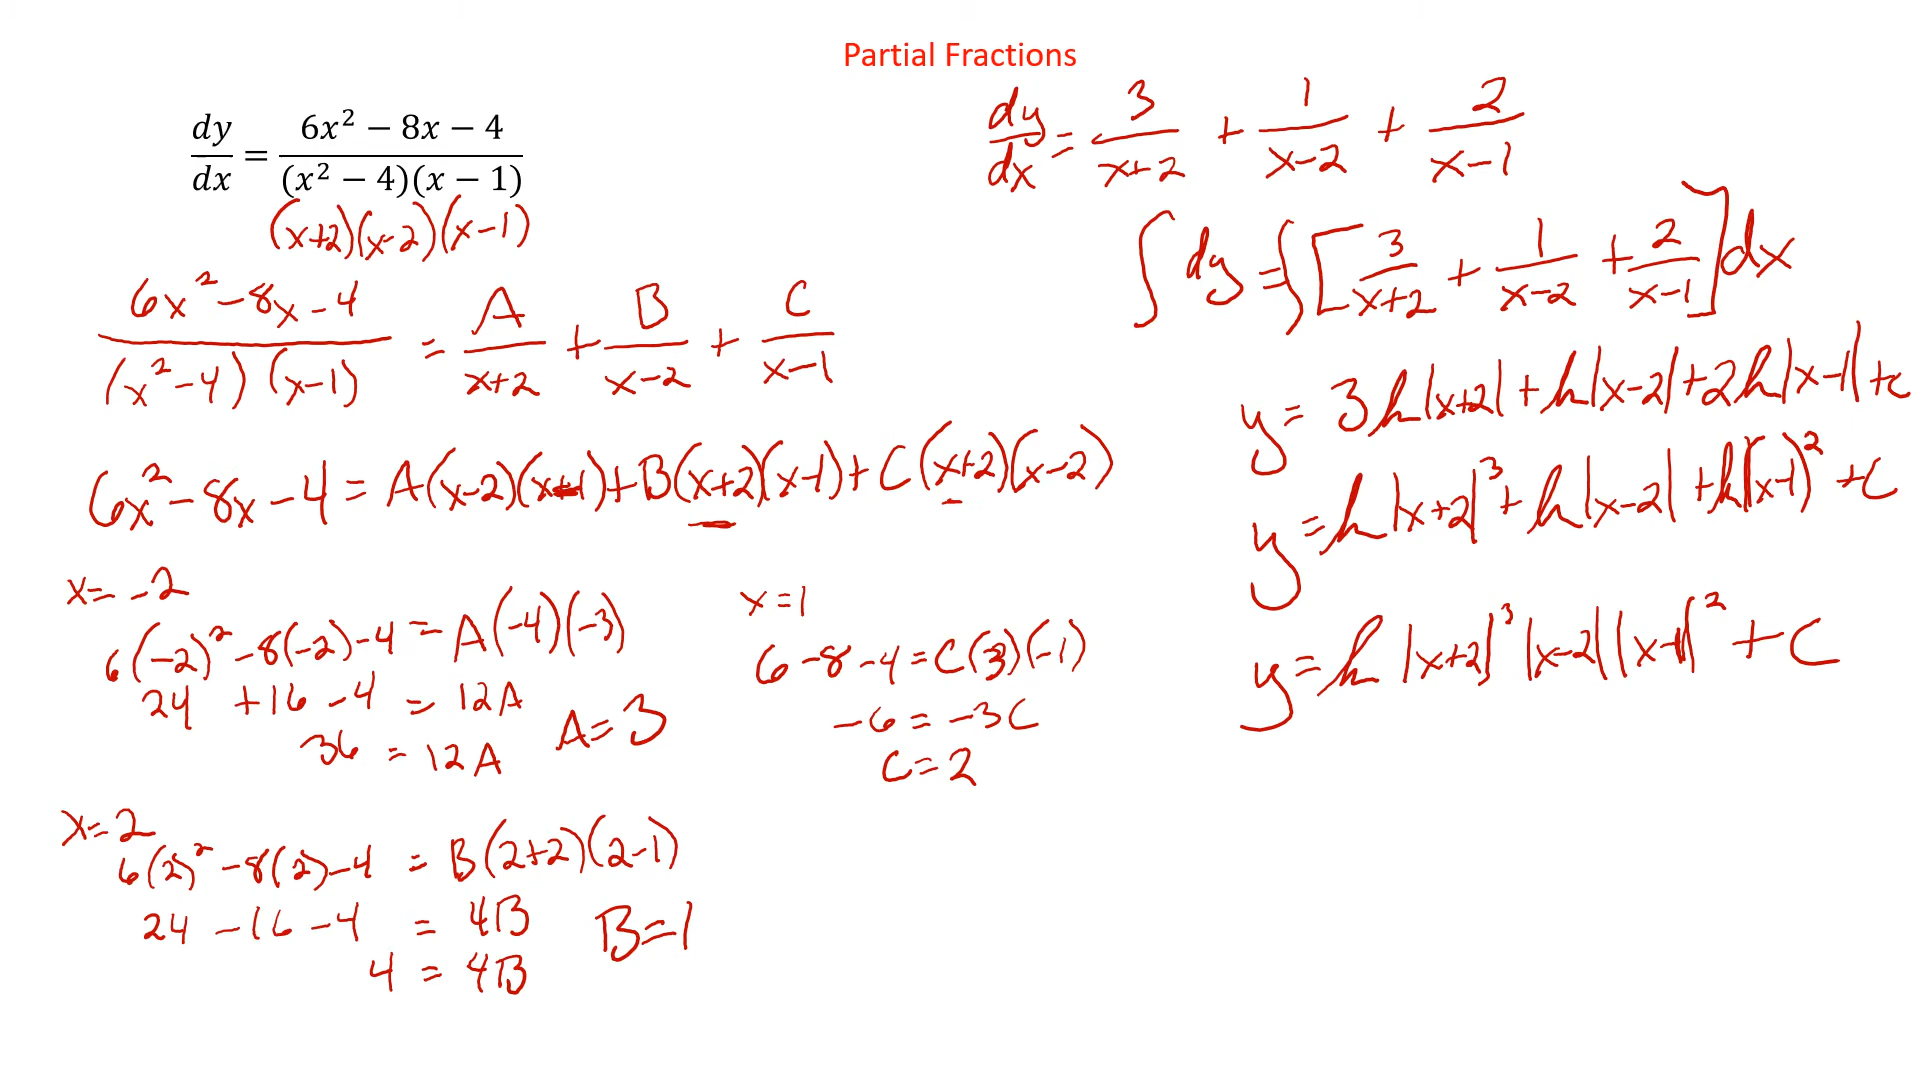 Partial Fractions
dy/dx = (6x² − 8x − 4)/((x² − 4)(x − 1))
(x+2)(x-2)(x-1)
(6x² - 8x - 4)/((x² - 4)(x-1)) = A/(x+2) + B/(x-2) + C/(x-1)
6x² - 8x - 4 = A(x-2)(x-1) + B(x+2)(x-1) + C(x+2)(x-2)
x = -2
6(-2)² - 8(-2) - 4 = A(-4)(-3)
24 + 16 - 4 = 12A
36 = 12A
A = 3
x = 2
6(2)² - 8(2) - 4 = B(2+2)(2-1)
24 - 16 - 4 = 4B
4 = 4B
B = 1
x = 1
6 - 8 - 4 = C(3)(-1)
-6 = -3C
C = 2
dy/dx = 3/(x+2) + 1/(x-2) + 2/(x-1)
∫ dy = ∫ [3/(x+2) + 1/(x-2) + 2/(x-1)] dx
y = 3 ln|x+2| + ln|x-2| + 2 ln|x-1| + c
y = ln|x+2|³ + ln|x-2| + ln(x-1)² + C
y = ln |x+2|³ |x-2| |x-1|² + C